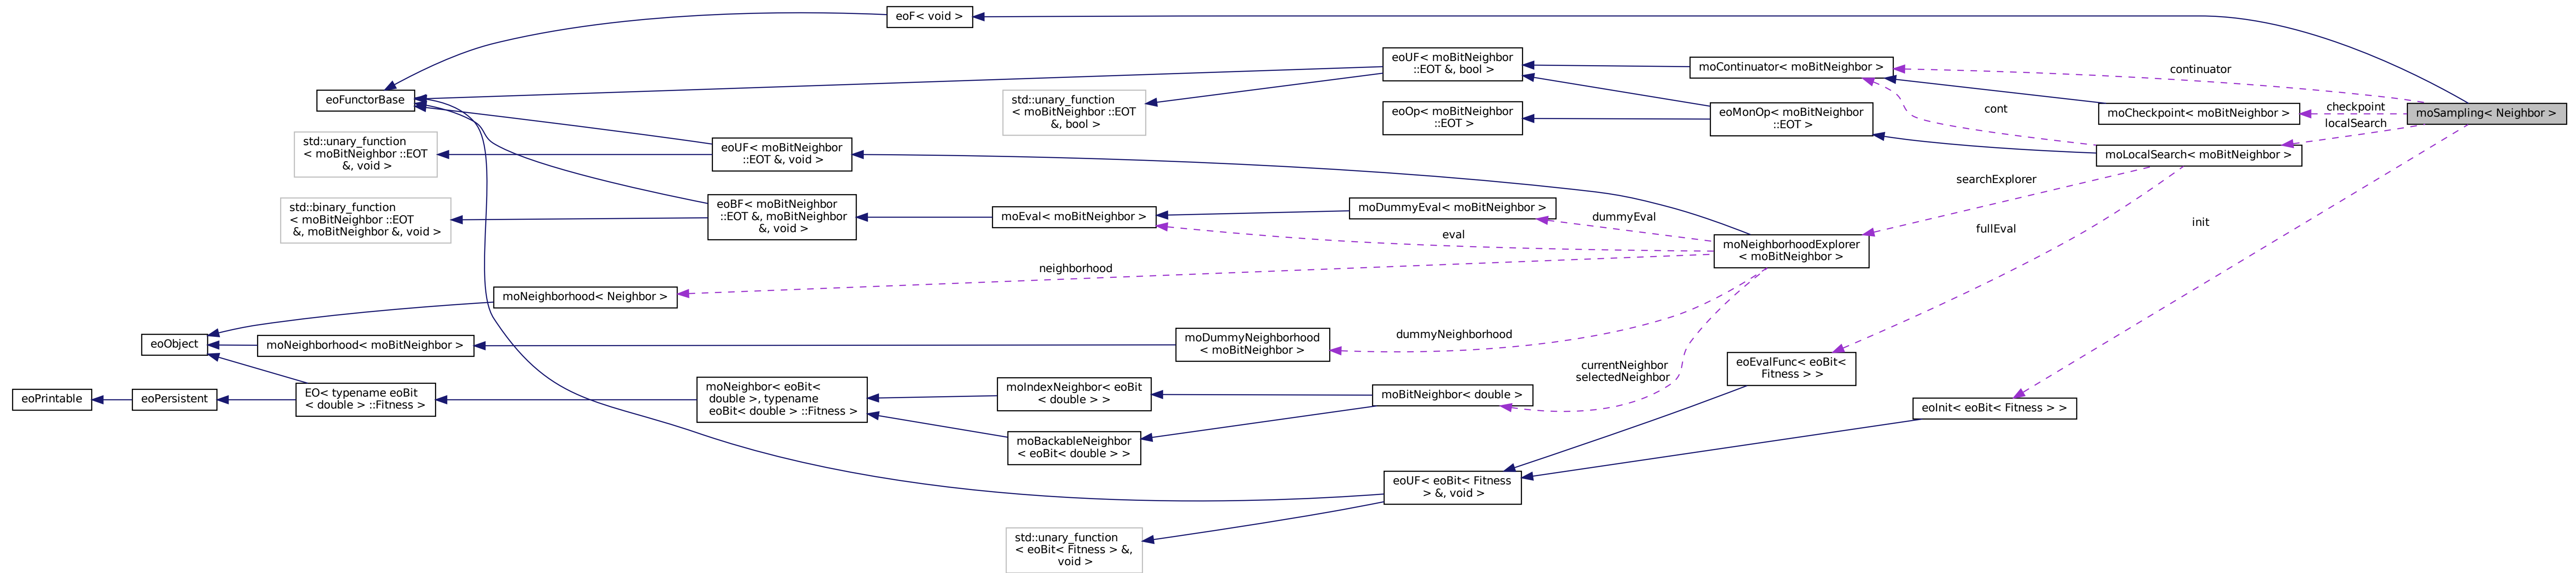 eoF< void >
eoUF< moBitNeighbor
::EOT &, bool >
moContinuator< moBitNeighbor >
continuator
eoFunctorBase
std::unary_function
< moBitNeighbor ::EOT
&, bool >
eoOp< moBitNeighbor
::EOT >
eoMonOp< moBitNeighbor
::EOT >
cont
moCheckpoint< moBitNeighbor >
checkpoint
localSearch
moSampling< Neighbor >
std::unary_function
< moBitNeighbor ::EOT
&, void >
eoUF< moBitNeighbor
::EOT &, void >
moLocalSearch< moBitNeighbor >
searchExplorer
std::binary_function
< moBitNeighbor ::EOT
&, moBitNeighbor &, void >
eoBF< moBitNeighbor
::EOT &, moBitNeighbor
&, void >
moEval< moBitNeighbor >
moDummyEval< moBitNeighbor >
dummyEval
eval
fullEval
init
moNeighborhoodExplorer
< moBitNeighbor >
neighborhood
moNeighborhood< Neighbor >
eoObject
moNeighborhood< moBitNeighbor >
moDummyNeighborhood
< moBitNeighbor >
dummyNeighborhood
currentNeighbor
selectedNeighbor
eoEvalFunc< eoBit<
Fitness > >
eoPrintable
eoPersistent
EO< typename eoBit
< double > ::Fitness >
moNeighbor< eoBit<
double >, typename
eoBit< double > ::Fitness >
moIndexNeighbor< eoBit
< double > >
moBitNeighbor< double >
eoInit< eoBit< Fitness > >
moBackableNeighbor
< eoBit< double > >
eoUF< eoBit< Fitness
> &, void >
std::unary_function
< eoBit< Fitness > &,
void >